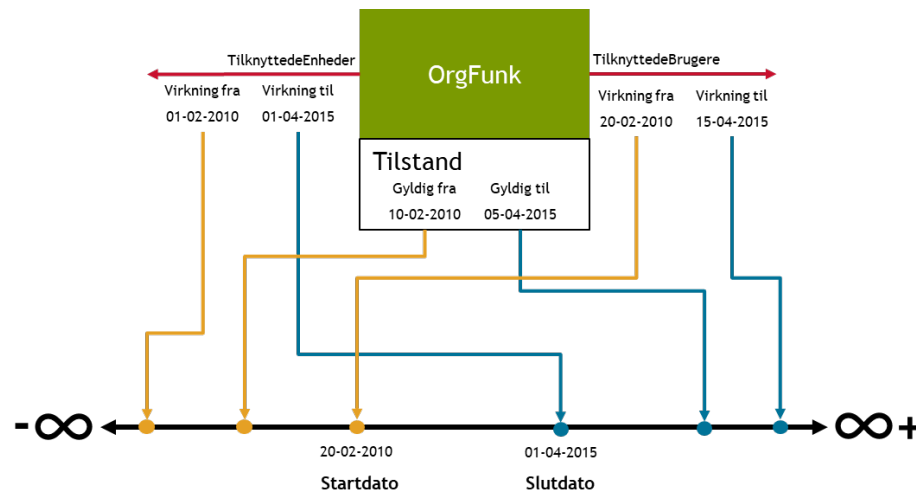 TilknyttedeEnheder
OrgFunk
TilknyttedeBrugere
Virkning fra
01-02-2010
Virkning til
01-04-2015
Virkning fra
20-02-2010
Virkning til
15-04-2015
Tilstand
Gyldig fra
10-02-2010
Gyldig til
05-04-2015
- ∞
∞ +
20-02-2010
Startdato
01-04-2015
Slutdato